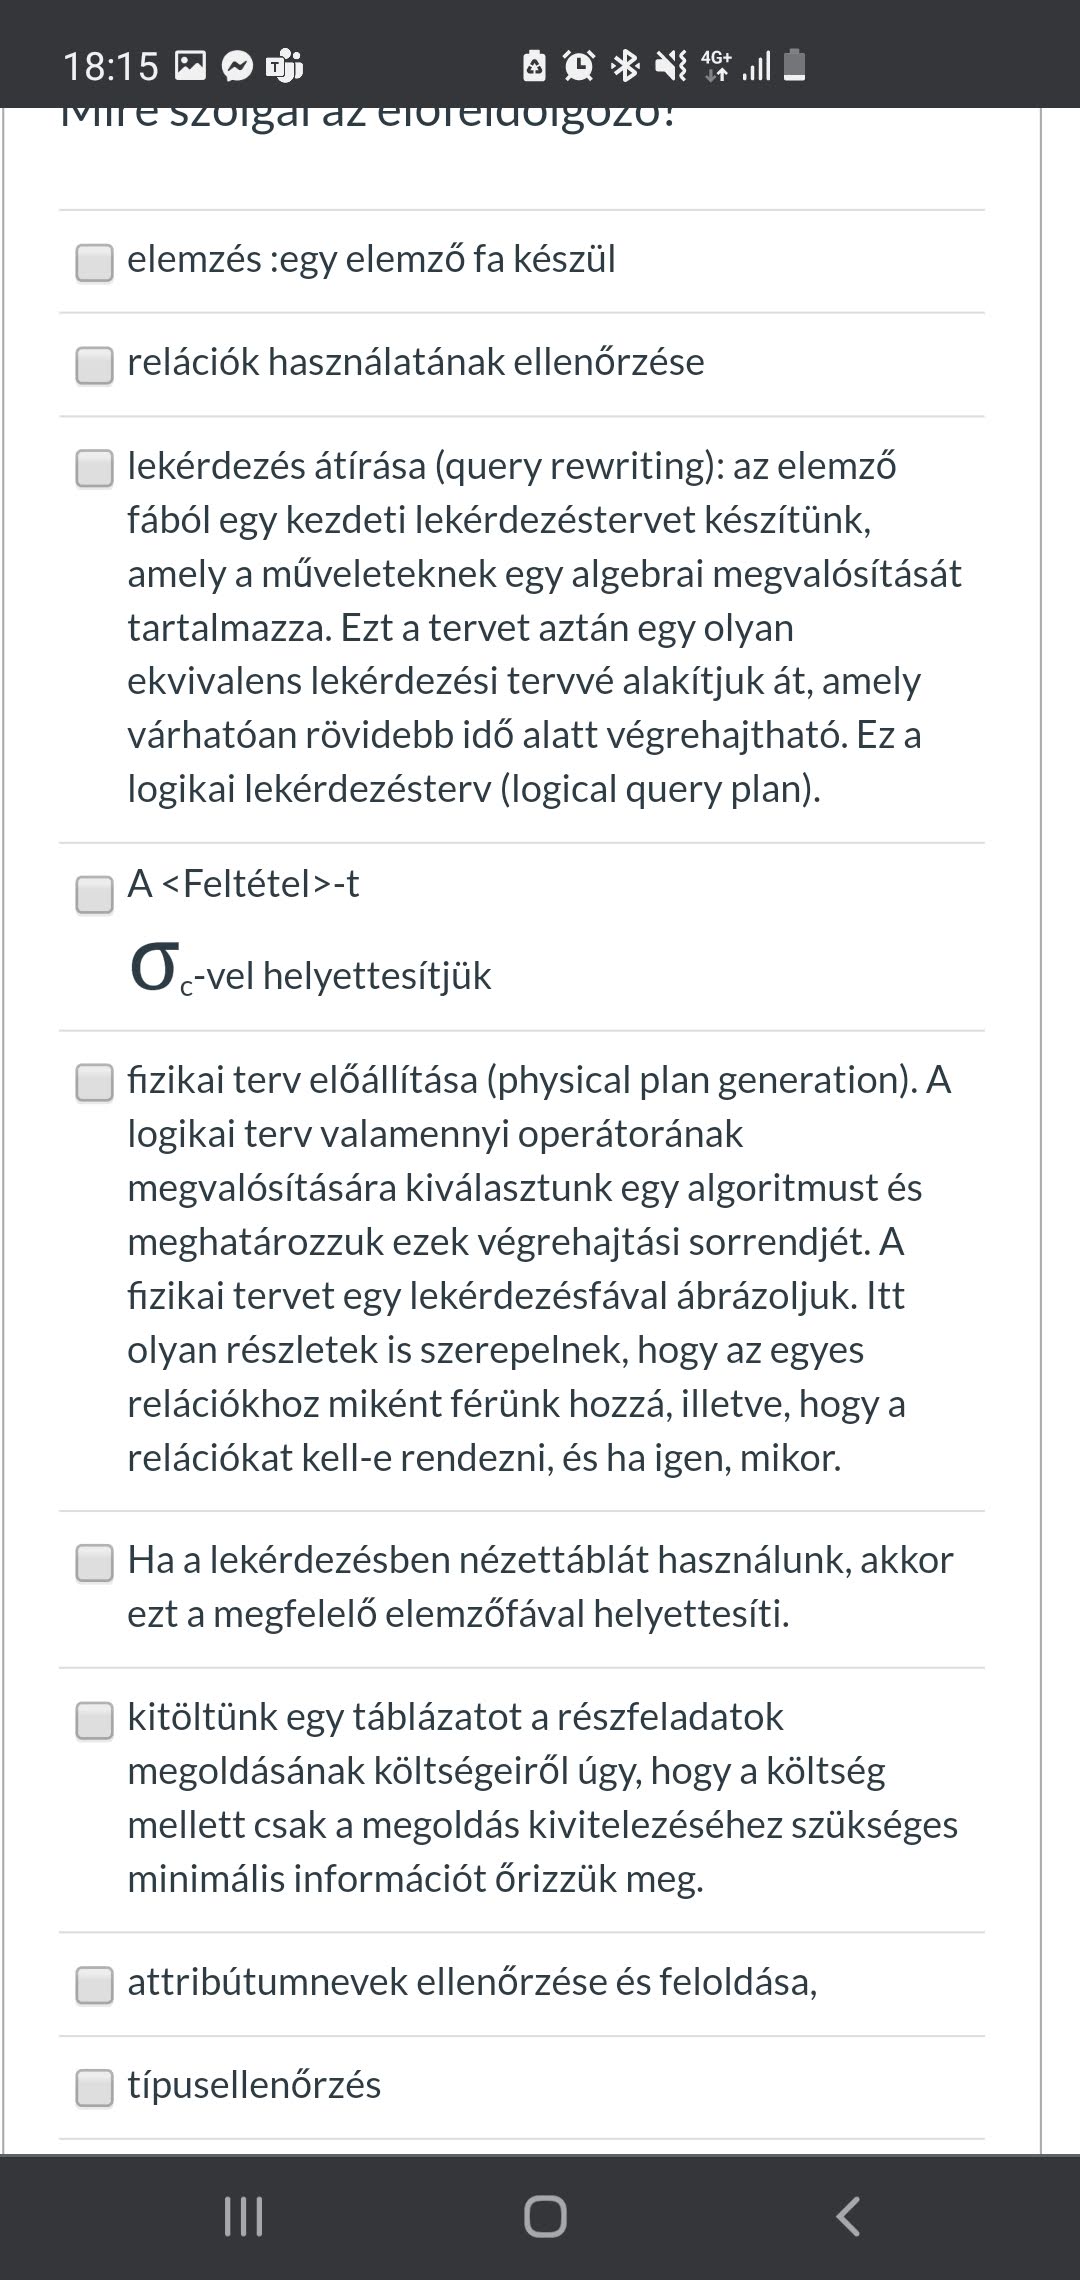 18:15
4G+
Mire szolgál az előfeldolgozó?
elemzés :egy elemző fa készül
relációk használatának ellenőrzése
lekérdezés átírása (query rewriting): az elemző
fából egy kezdeti lekérdezéstervet készítünk,
amely a műveleteknek egy algebrai megvalósítását
tartalmazza. Ezt a tervet aztán egy olyan
ekvivalens lekérdezési tervvé alakítjuk át, amely
várhatóan rövidebb idő alatt végrehajtható. Ez a
logikai lekérdezésterv (logical query plan).
A <Feltétel>-t
σc-vel helyettesítjük
fizikai terv előállítása (physical plan generation). A
logikai terv valamennyi operátorának
megvalósítására kiválasztunk egy algoritmust és
meghatározzuk ezek végrehajtási sorrendjét. A
fizikai tervet egy lekérdezésfával ábrázoljuk. Itt
olyan részletek is szerepelnek, hogy az egyes
relációkhoz miként férünk hozzá, illetve, hogy a
relációkat kell-e rendezni, és ha igen, mikor.
Ha a lekérdezésben nézettáblát használunk, akkor
ezt a megfelelő elemzőfával helyettesíti.
kitöltünk egy táblázatot a részfeladatok
megoldásának költségeiről úgy, hogy a költség
mellett csak a megoldás kivitelezéséhez szükséges
minimális információt őrizzük meg.
attribútumnevek ellenőrzése és feloldása,
típusellenőrzés